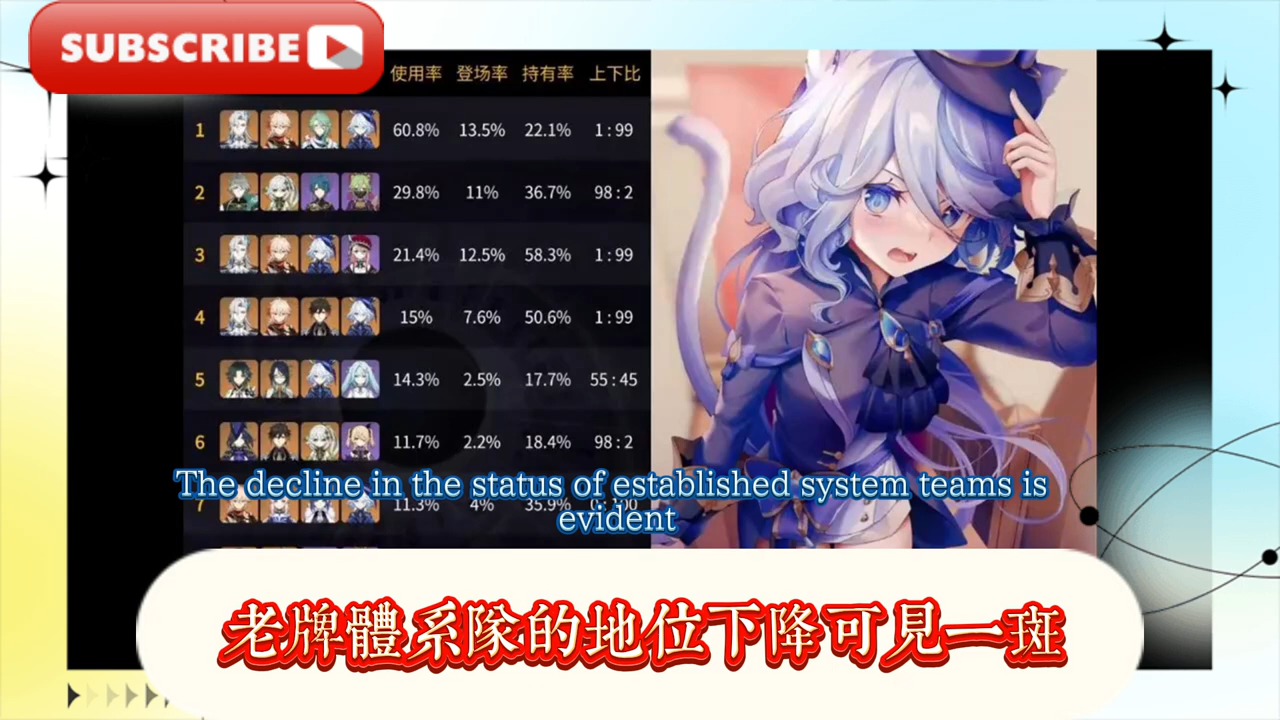 SUBSCRIBE
使用率 登场率 持有率 上下比
1 60.8% 13.5% 22.1% 1 : 99
2 29.8% 11% 36.7% 98 : 2
3 21.4% 12.5% 58.3% 1 : 99
4 15% 7.6% 50.6% 1 : 99
5 14.3% 2.5% 17.7% 55 : 45
6 11.7% 2.2% 18.4% 98 : 2
7 11.3% 4% 35.9%
The decline in the status of established system teams is
evident
老牌體系隊的地位下降可見一斑